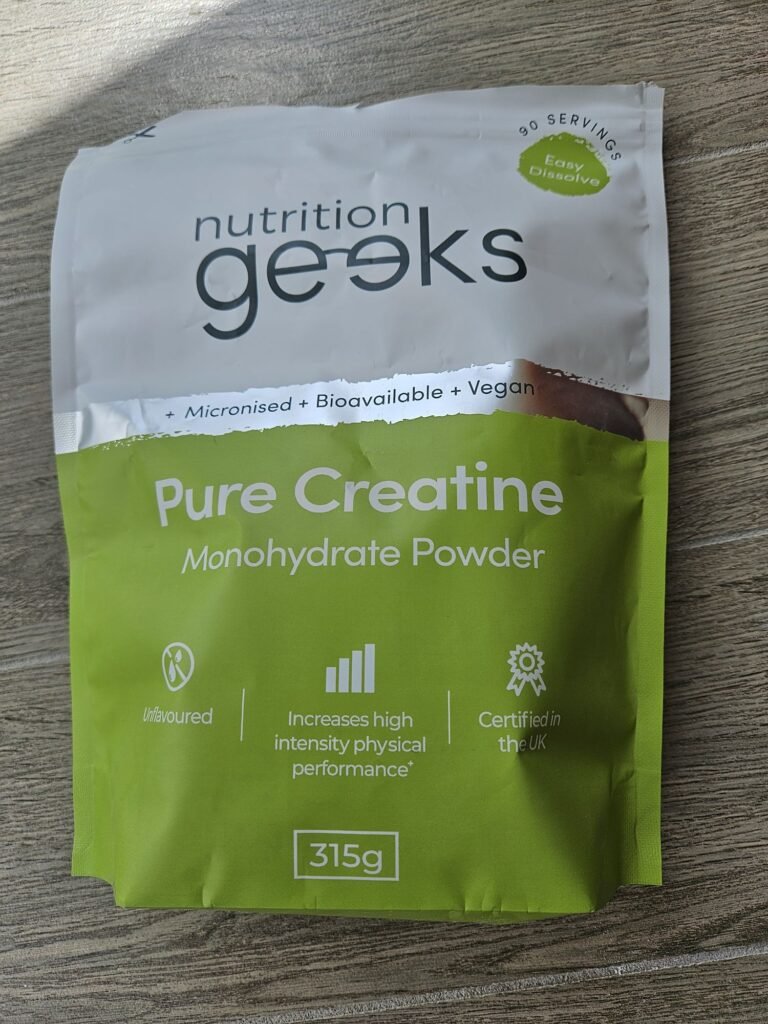 90 SERVINGS
Easy
Dissolve
nutrition
geeks
+ Micronised + Bioavailable + Vegan
Pure Creatine
Monohydrate Powder
Unflavoured
Increases high
intensity physical
performance⁺
Certified in
the UK
315g